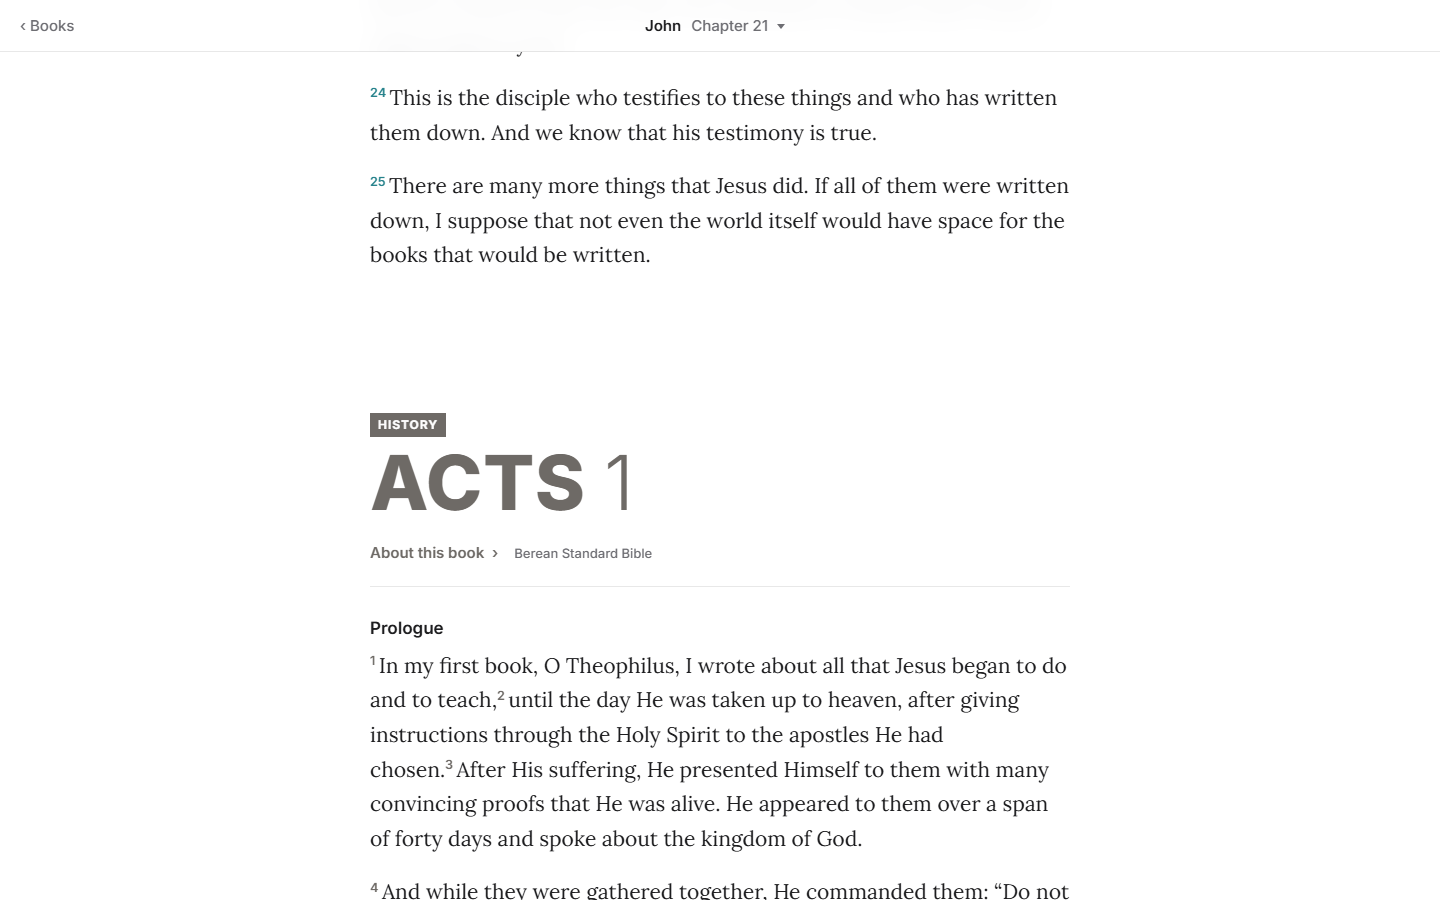 ‹ Books
John Chapter 21
24 This is the disciple who testifies to these things and who has written
them down. And we know that his testimony is true.
25 There are many more things that Jesus did. If all of them were written
down, I suppose that not even the world itself would have space for the
books that would be written.
HISTORY
ACTS 1
About this book › Berean Standard Bible
Prologue
1 In my first book, O Theophilus, I wrote about all that Jesus began to do
and to teach, 2 until the day He was taken up to heaven, after giving
instructions through the Holy Spirit to the apostles He had
chosen. 3 After His suffering, He presented Himself to them with many
convincing proofs that He was alive. He appeared to them over a span
of forty days and spoke about the kingdom of God.
4 And while they were gathered together, He commanded them: “Do not